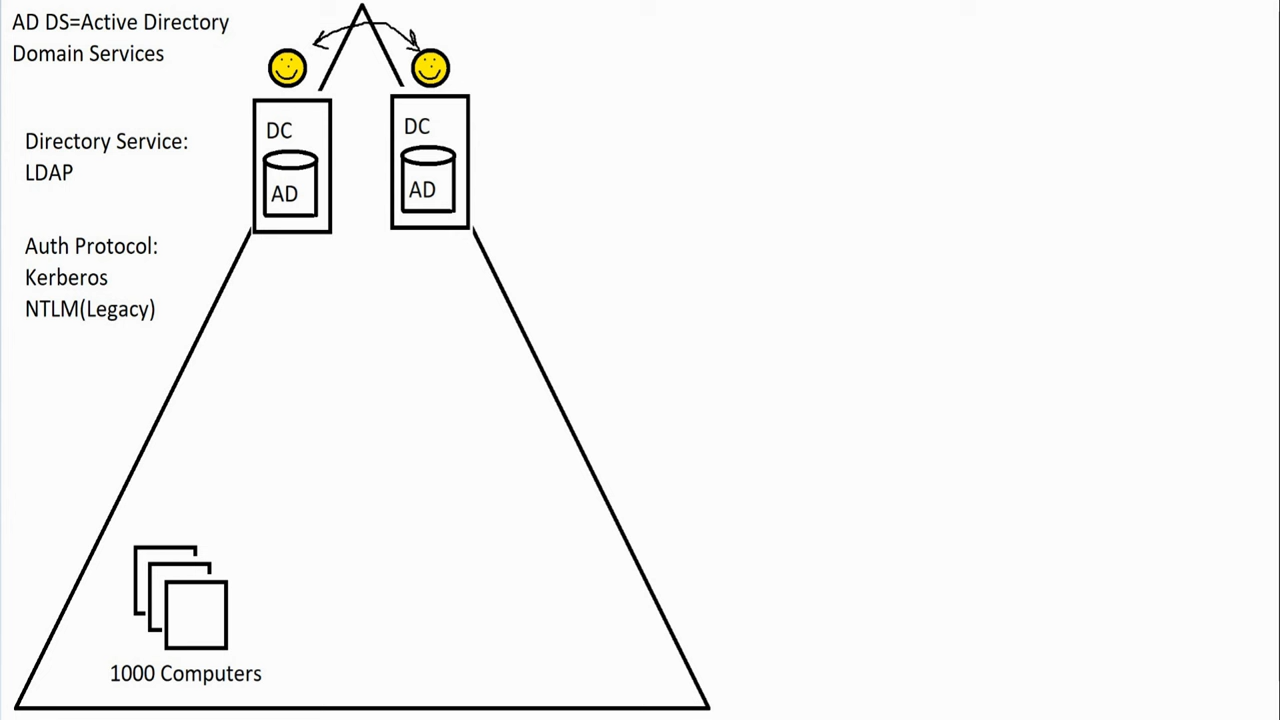 AD DS=Active Directory
Domain Services
Directory Service:
LDAP
Auth Protocol:
Kerberos
NTLM(Legacy)
DC
AD
DC
AD
1000 Computers